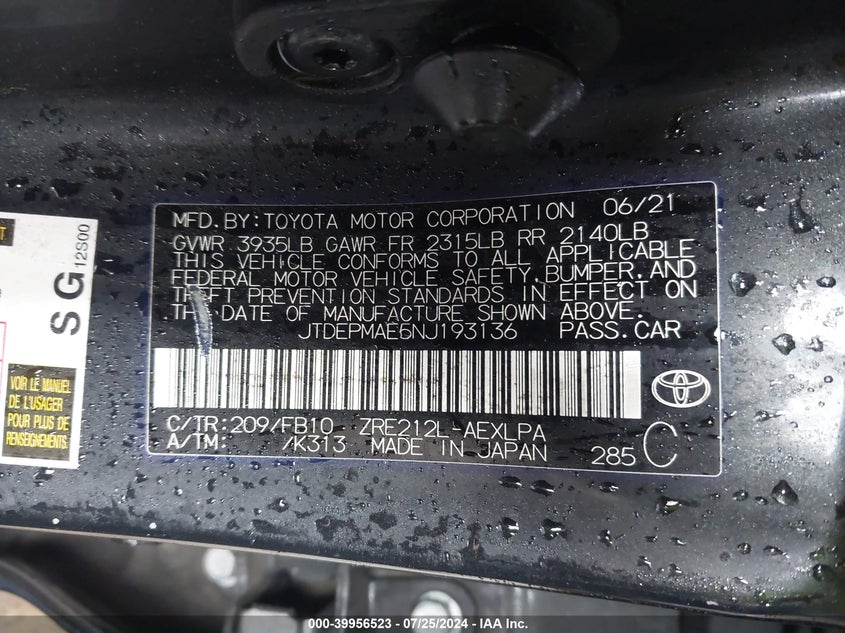 MFD.BY:TOYOTA MOTOR CORPORATION 06/21
GVWR 3935LB GAWR FR 2315LB RR 2140LB
THIS VEHICLE CONFORMS TO ALL APPLICABLE
FEDERAL MOTOR VEHICLE SAFETY,BUMPER,AND
THEFT PREVENTION STANDARDS IN EFFECT ON
THE DATE OF MANUFACTURE SHOWN ABOVE.
JTDEPMAE6NJ193136 PASS.CAR
C/TR:209/FB10 ZRE212L-AEXLPA
A/TM: /K313 MADE IN JAPAN 285 C
SG 12S00
VOIR LE MANUEL
DE L'USAGER
POUR PLUS DE
RENSEIGNEMENTS.
000-39956523 — 07/25/2024 — IAA Inc.